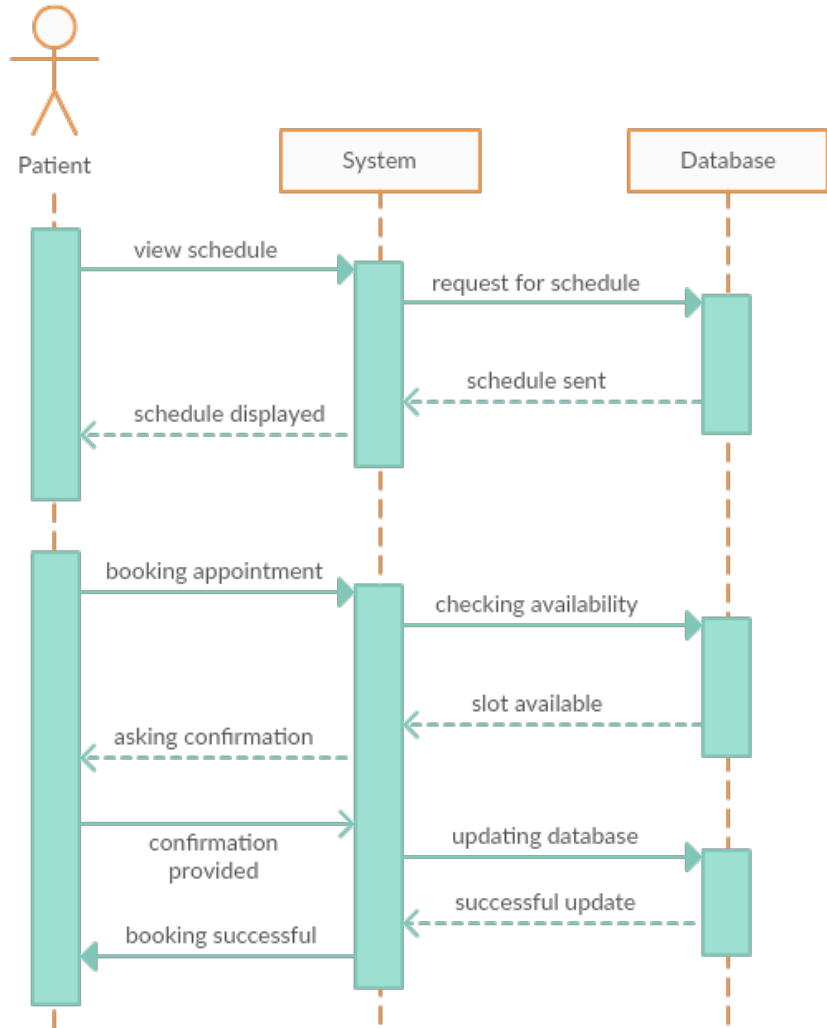 Patient
System
Database
view schedule
request for schedule
schedule sent
schedule displayed
booking appointment
checking availability
slot available
asking confirmation
confirmation
provided
updating database
successful update
booking successful